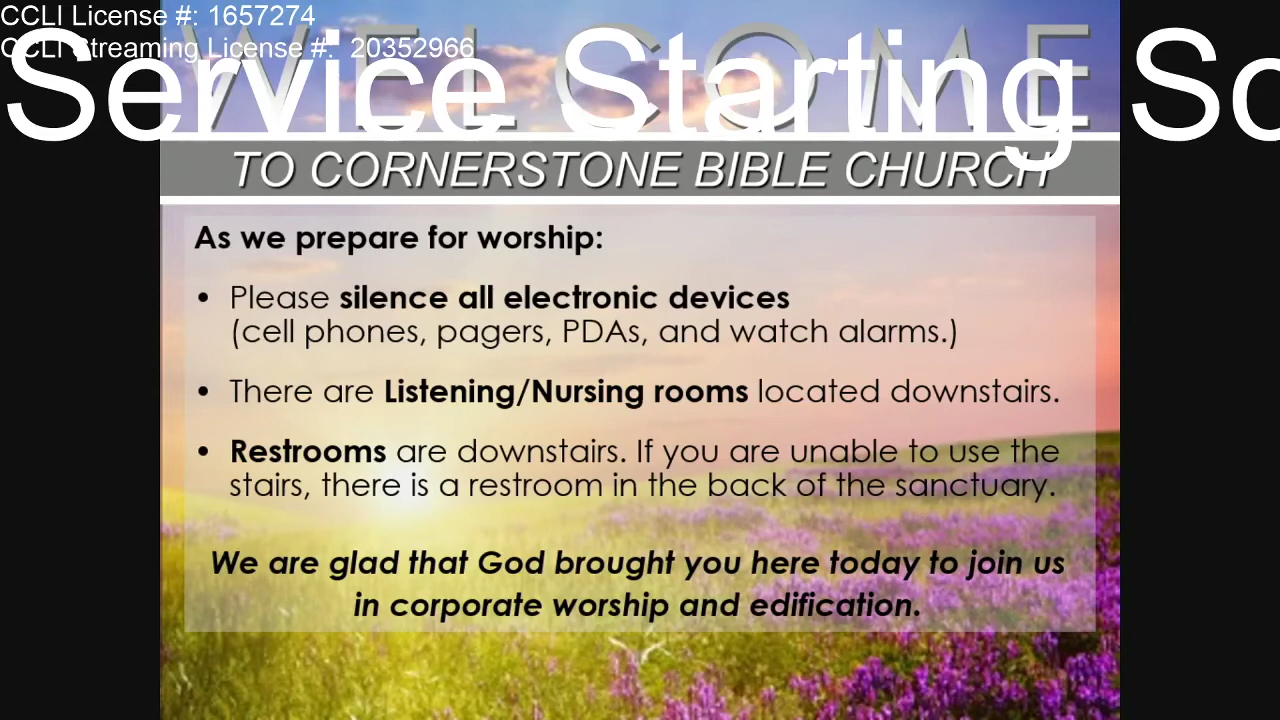 CCLI License #: 1657274
CCLI Streaming License #: 20352966
WELCOME
Service Starting So
TO CORNERSTONE BIBLE CHURCH
As we prepare for worship:
• Please silence all electronic devices
(cell phones, pagers, PDAs, and watch alarms.)
• There are Listening/Nursing rooms located downstairs.
• Restrooms are downstairs. If you are unable to use the
stairs, there is a restroom in the back of the sanctuary.
We are glad that God brought you here today to join us
in corporate worship and edification.